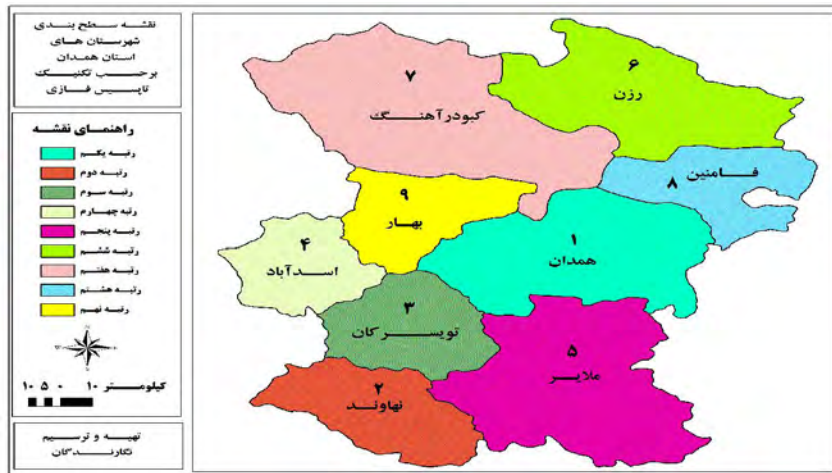 نقشه سطح بندی
شهرستان های
استان همدان
برحسب تکنیک
تاپسیس فازی
راهنمای نقشه
رتبه یکم
رتبه دوم
رتبه سوم
رتبه چهارم
رتبه پنجم
رتبه ششم
رتبه هفتم
رتبه هشتم
رتبه نهم
۱۰ ۵ ۰ ۱۰ کیلومتر
تهیه و ترسیم
نگارندگان
۶
رزن
۷
کبودرآهنگ
فامنین
۸
۹
بهار
۱
همدان
۴
اسدآباد
۳
تویسرکان
۵
ملایر
۲
نهاوند